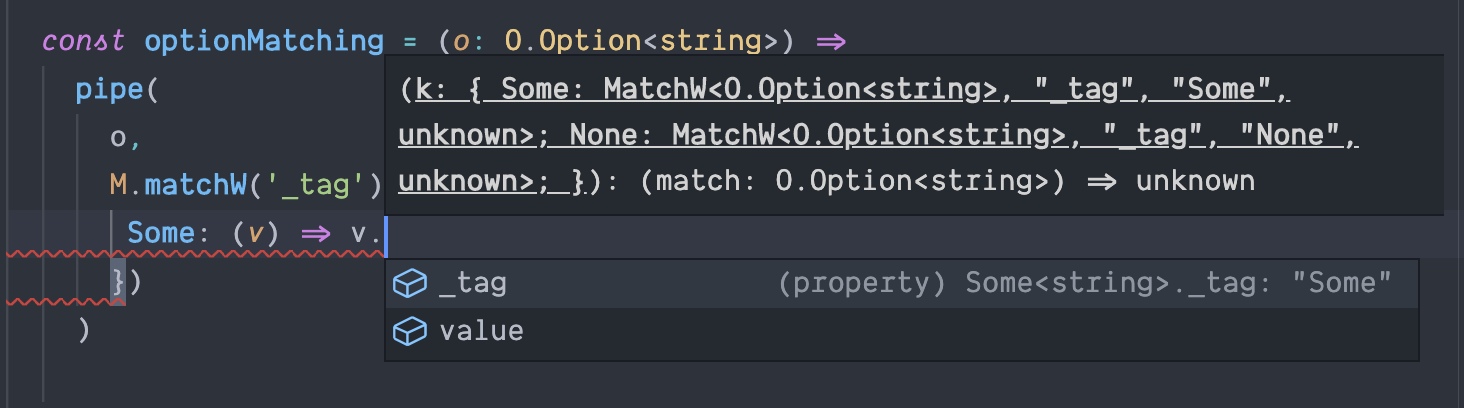 const optionMatching = (o: O.Option<string>) ⇒
pipe(
(k: { Some: MatchW<O.Option<string>, "_tag", "Some",
o,
unknown>; None: MatchW<O.Option<string>, "_tag", "None",
M.matchW('_tag')
unknown>; }): (match: O.Option<string>) ⇒ unknown
Some: (v) ⇒ v.
})
_tag (property) Some<string>._tag: "Some"
)
value